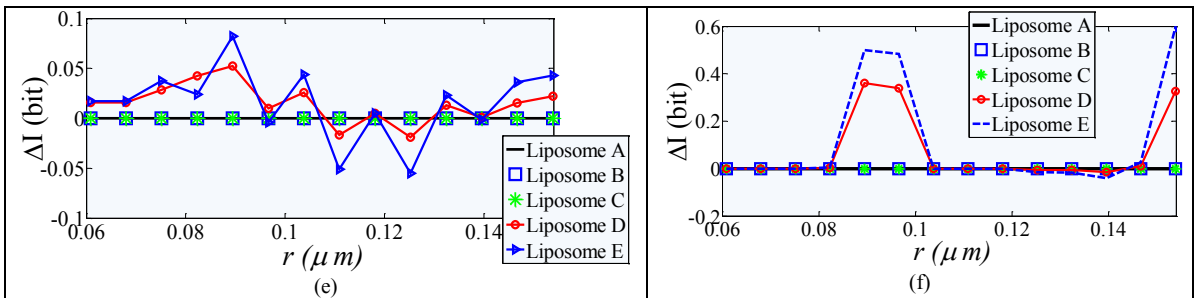 0.1
0.05
0
-0.05
-0.1
ΔI (bit)
0.06
0.08
0.1
0.12
0.14
r (μ m)
Liposome A
Liposome B
Liposome C
Liposome D
Liposome E
(e)
0.6
0.4
0.2
0
-0.2
ΔI (bit)
0.06
0.08
0.1
0.12
0.14
r (μ m)
Liposome A
Liposome B
Liposome C
Liposome D
Liposome E
(f)